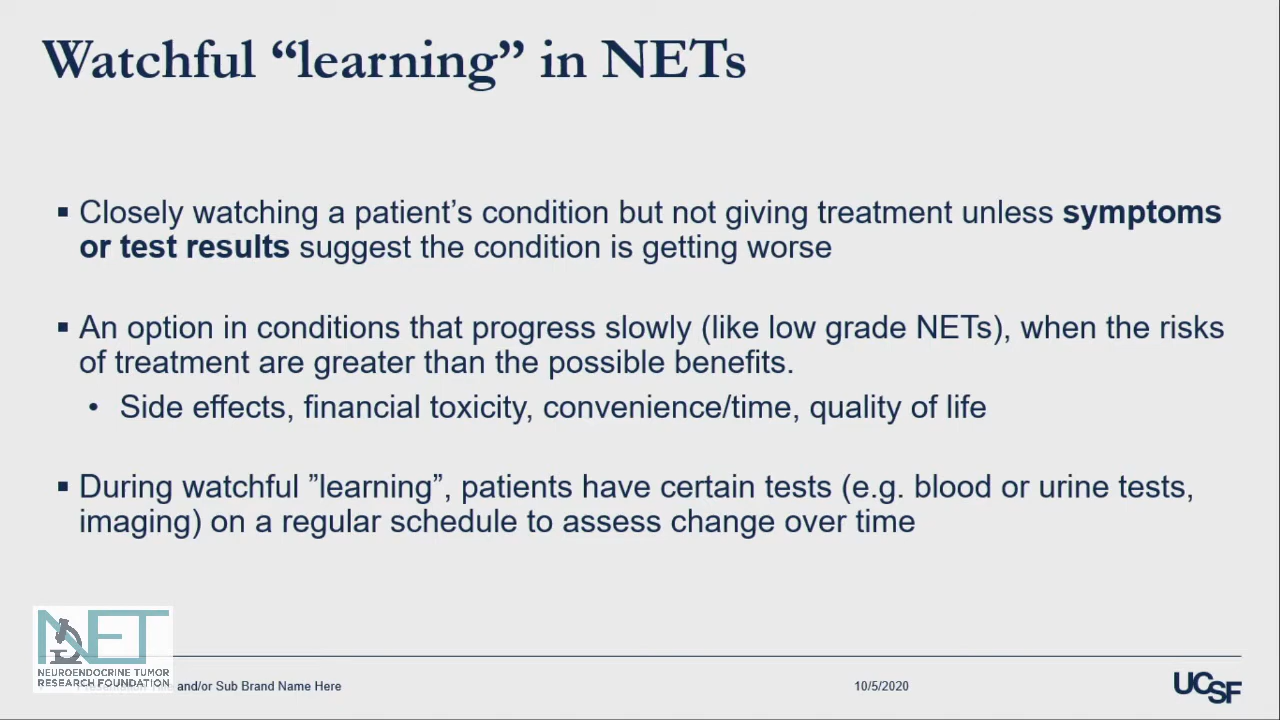 Watchful “learning” in NETs
▪ Closely watching a patient’s condition but not giving treatment unless symptoms
or test results suggest the condition is getting worse
▪ An option in conditions that progress slowly (like low grade NETs), when the risks
of treatment are greater than the possible benefits.
• Side effects, financial toxicity, convenience/time, quality of life
▪ During watchful ”learning”, patients have certain tests (e.g. blood or urine tests,
imaging) on a regular schedule to assess change over time
NET
NEUROENDOCRINE TUMOR
RESEARCH FOUNDATION
and/or Sub Brand Name Here
10/5/2020
UCSF